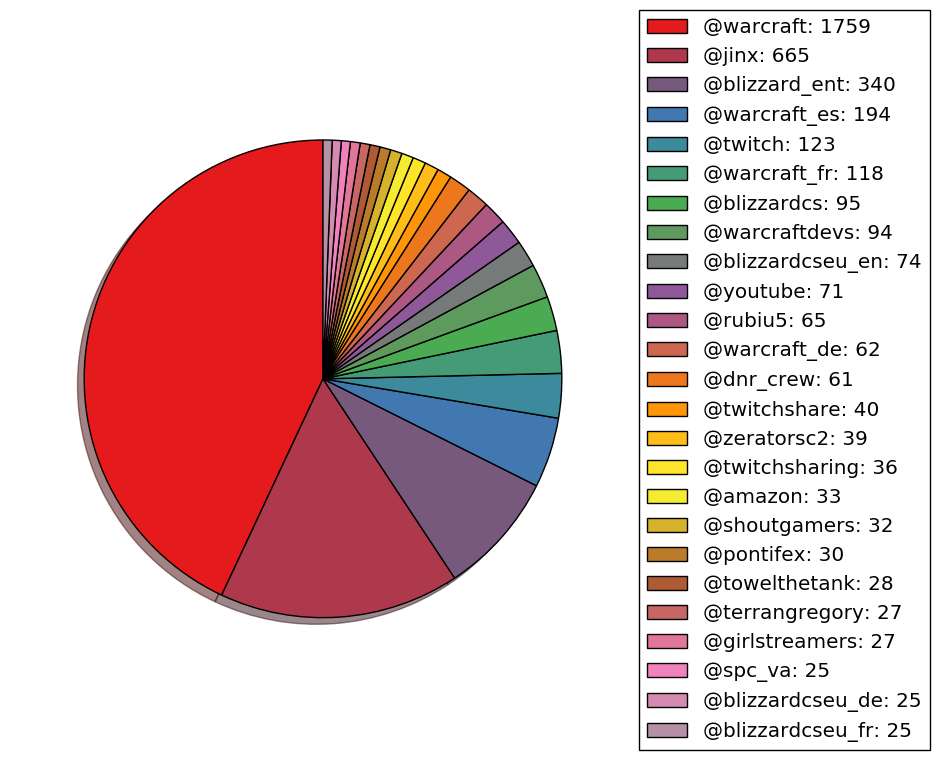 @warcraft: 1759
@jinx: 665
@blizzard_ent: 340
@warcraft_es: 194
@twitch: 123
@warcraft_fr: 118
@blizzardcs: 95
@warcraftdevs: 94
@blizzardcseu_en: 74
@youtube: 71
@rubiu5: 65
@warcraft_de: 62
@dnr_crew: 61
@twitchshare: 40
@zeratorsc2: 39
@twitchsharing: 36
@amazon: 33
@shoutgamers: 32
@pontifex: 30
@towelthetank: 28
@terrangregory: 27
@girlstreamers: 27
@spc_va: 25
@blizzardcseu_de: 25
@blizzardcseu_fr: 25